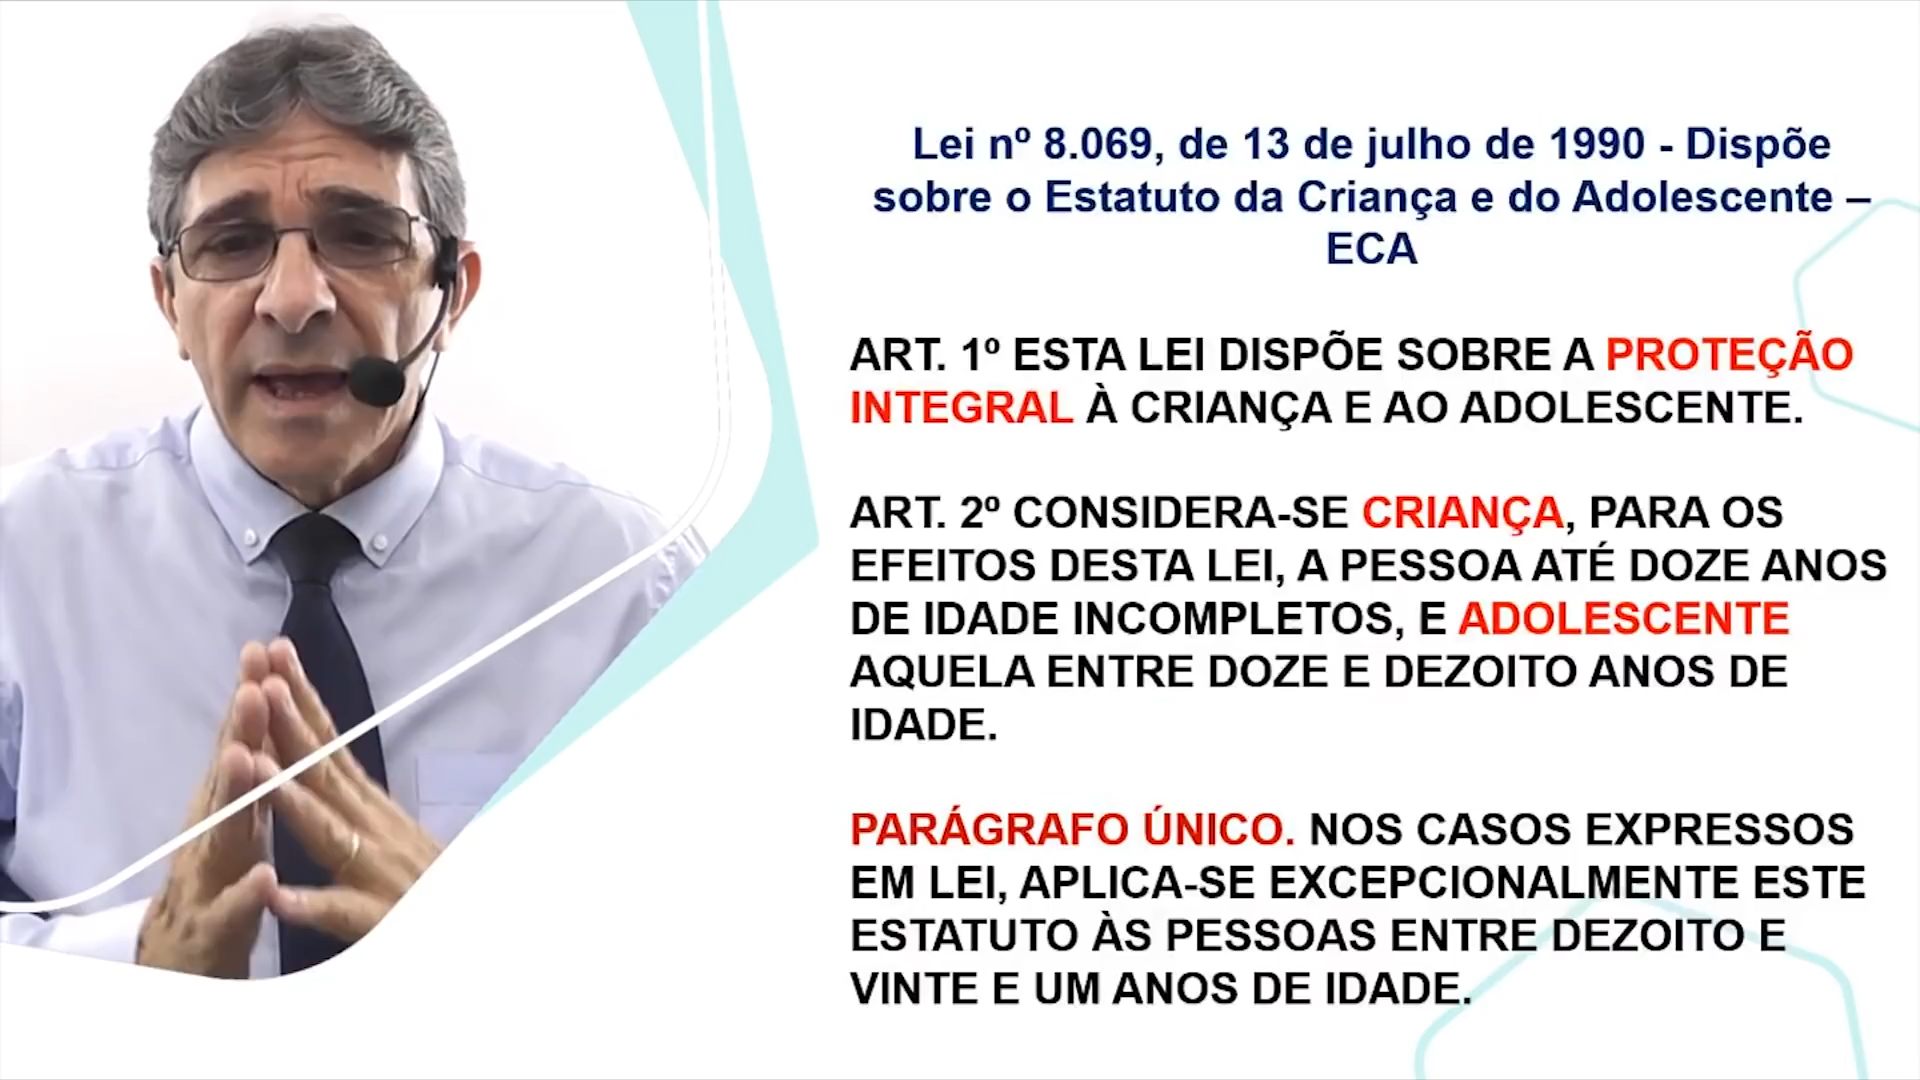 Lei nº 8.069, de 13 de julho de 1990 - Dispõe
sobre o Estatuto da Criança e do Adolescente –
ECA
ART. 1º ESTA LEI DISPÕE SOBRE A PROTEÇÃO
INTEGRAL À CRIANÇA E AO ADOLESCENTE.
ART. 2º CONSIDERA-SE CRIANÇA, PARA OS
EFEITOS DESTA LEI, A PESSOA ATÉ DOZE ANOS
DE IDADE INCOMPLETOS, E ADOLESCENTE
AQUELA ENTRE DOZE E DEZOITO ANOS DE
IDADE.
PARÁGRAFO ÚNICO. NOS CASOS EXPRESSOS
EM LEI, APLICA-SE EXCEPCIONALMENTE ESTE
ESTATUTO ÀS PESSOAS ENTRE DEZOITO E
VINTE E UM ANOS DE IDADE.